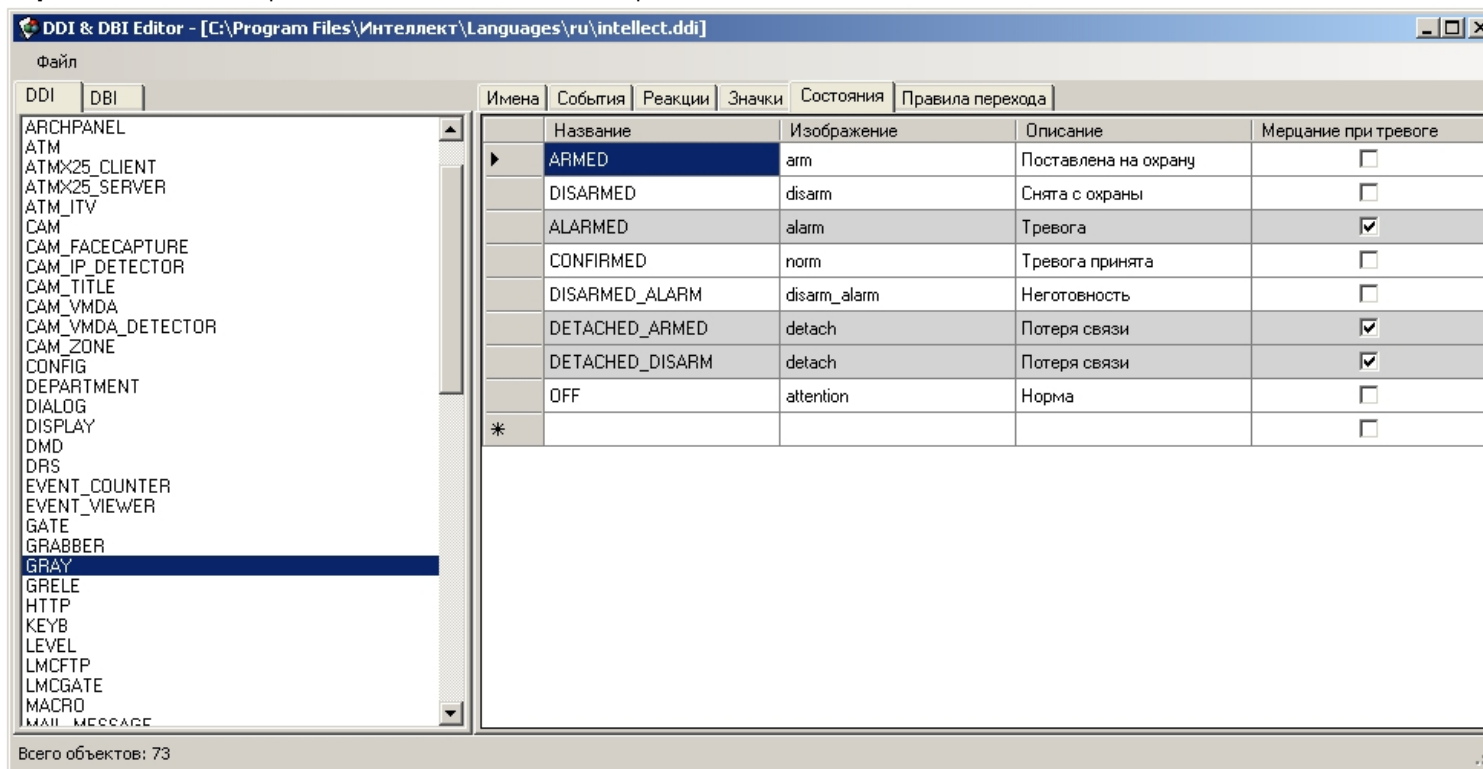 DDI & DBI Editor - [C:\Program Files\Интеллект\Languages\ru\intellect.ddi]
Файл
DDI DBI
Имена События Реакции Значки Состояния Правила перехода
ARCHPANEL
ATM
ATMX25_CLIENT
ATMX25_SERVER
ATM_ITV
CAM
CAM_FACECAPTURE
CAM_IP_DETECTOR
CAM_TITLE
CAM_VMDA
CAM_VMDA_DETECTOR
CAM_ZONE
CONFIG
DEPARTMENT
DIALOG
DISPLAY
DMD
DRS
EVENT_COUNTER
EVENT_VIEWER
GATE
GRABBER
GRAY
GRELE
HTTP
KEYB
LEVEL
LMCFTP
LMCGATE
MACRO
MAIL_MESSAGE
Название Изображение Описание Мерцание при тревоге
ARMED arm Поставлена на охрану
DISARMED disarm Снята с охраны
ALARMED alarm Тревога
CONFIRMED norm Тревога принята
DISARMED_ALARM disarm_alarm Неготовность
DETACHED_ARMED detach Потеря связи
DETACHED_DISARM detach Потеря связи
OFF attention Норма
Всего объектов: 73